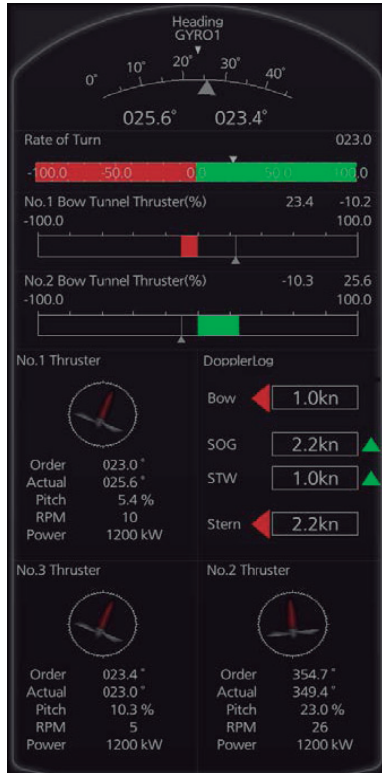 Heading
GYRO1
0° 10° 20° 30° 40°
025.6° 023.4°
Rate of Turn 023.0
-100.0 -50.0 0.0 50.0 100.0
No.1 Bow Tunnel Thruster(%) 23.4 -10.2
-100.0 100.0
No.2 Bow Tunnel Thruster(%) -10.3 25.6
-100.0 100.0
No.1 Thruster
Order 023.0°
Actual 025.6°
Pitch 5.4 %
RPM 10
Power 1200 kW
DopplerLog
Bow 1.0kn
SOG 2.2kn
STW 1.0kn
Stern 2.2kn
No.3 Thruster
Order 023.4°
Actual 023.0°
Pitch 10.3 %
RPM 5
Power 1200 kW
No.2 Thruster
Order 354.7°
Actual 349.4°
Pitch 23.0 %
RPM 26
Power 1200 kW